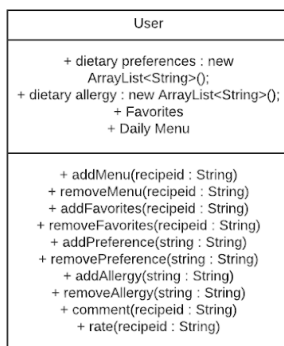 User
+ dietary preferences : new
ArrayList<String>();
+ dietary allergy : new ArrayList<String>();
+ Favorites
+ Daily Menu
+ addMenu(recipeid : String)
+ removeMenu(recipeid : String)
+ addFavorites(recipeid : String)
+ removeFavorites(recipeid : String)
+ addPreference(string : String)
+ removePreference(string : String)
+ addAllergy(string : String)
+ removeAllergy(string : String)
+ comment(recipeid : String)
+ rate(recipeid : String)